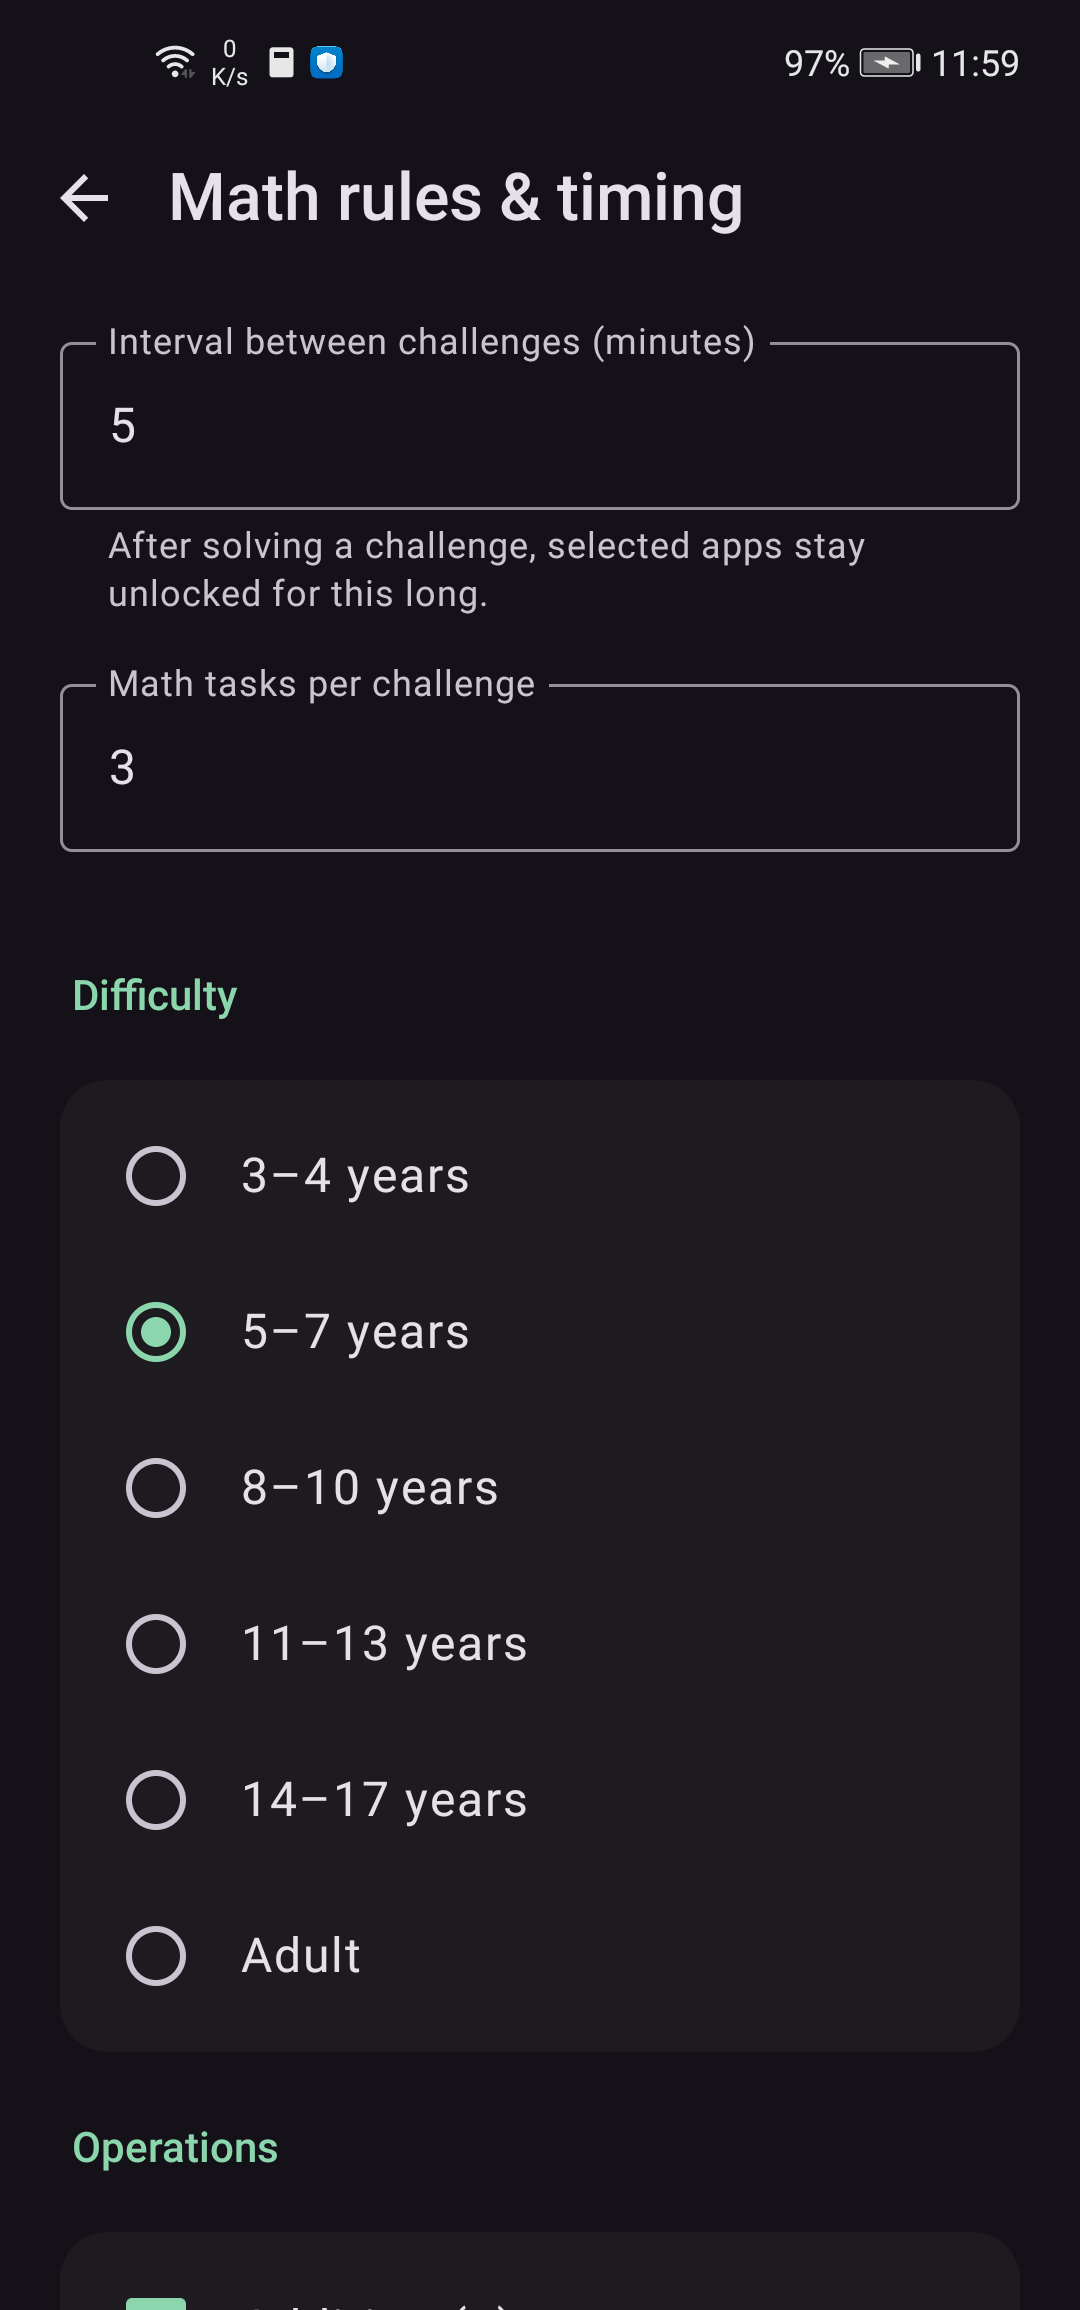 0
K/s
97% 11:59
Math rules & timing
Interval between challenges (minutes)
5
After solving a challenge, selected apps stay
unlocked for this long.
Math tasks per challenge
3
Difficulty
3–4 years
5–7 years
8–10 years
11–13 years
14–17 years
Adult
Operations